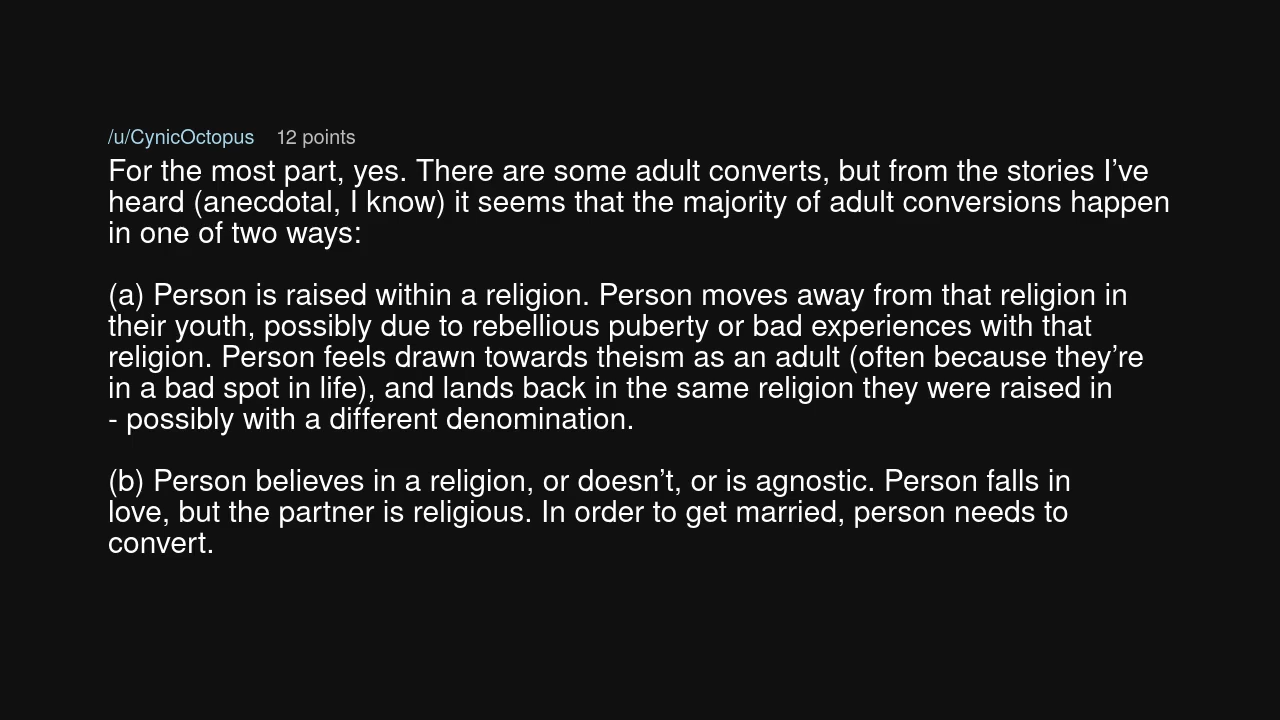 /u/CynicOctopus 12 points
For the most part, yes. There are some adult converts, but from the stories I’ve
heard (anecdotal, I know) it seems that the majority of adult conversions happen
in one of two ways:
(a) Person is raised within a religion. Person moves away from that religion in
their youth, possibly due to rebellious puberty or bad experiences with that
religion. Person feels drawn towards theism as an adult (often because they’re
in a bad spot in life), and lands back in the same religion they were raised in
- possibly with a different denomination.
(b) Person believes in a religion, or doesn’t, or is agnostic. Person falls in
love, but the partner is religious. In order to get married, person needs to
convert.